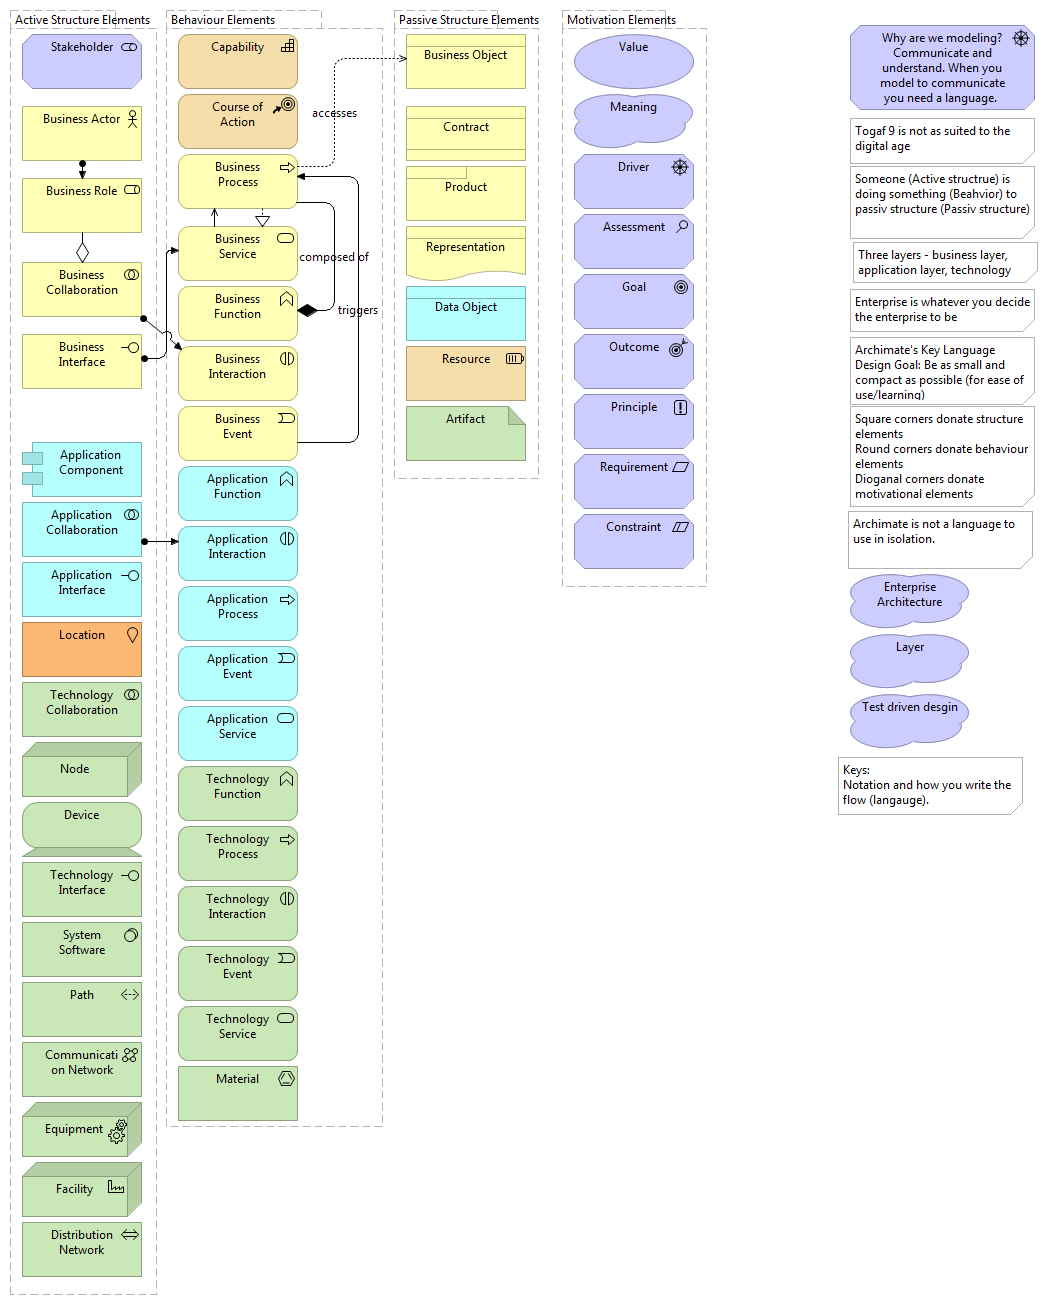 Active Structure Elements
Stakeholder
Business Actor
Business Role
Business
Collaboration
Business
Interface
Application
Component
Application
Collaboration
Application
Interface
Location
Technology
Collaboration
Node
Device
Technology
Interface
System
Software
Path
Communicati
on Network
Equipment
Facility
Distribution
Network
Behaviour Elements
Capability
Course of
Action
Business
Process
Business
Service
Business
Function
Business
Interaction
Business
Event
Application
Function
Application
Interaction
Application
Process
Application
Event
Application
Service
Technology
Function
Technology
Process
Technology
Interaction
Technology
Event
Technology
Service
Material
accesses
composed of
triggers
Passive Structure Elements
Business Object
Contract
Product
Representation
Data Object
Resource
Artifact
Motivation Elements
Value
Meaning
Driver
Assessment
Goal
Outcome
Principle
Requirement
Constraint
Why are we modeling?
Communicate and
understand. When you
model to communicate
you need a language.
Togaf 9 is not as suited to the
digital age
Someone (Active structrue) is
doing something (Beahvior) to
passiv structure (Passiv structure)
Three layers - business layer,
application layer, technology
Enterprise is whatever you decide
the enterprise to be
Archimate's Key Language
Design Goal: Be as small and
compact as possible (for ease of
use/learning)
Square corners donate structure
elements
Round corners donate behaviour
elements
Dioganal corners donate
motivational elements
Archimate is not a language to
use in isolation.
Enterprise
Architecture
Layer
Test driven desgin
Keys:
Notation and how you write the
flow (langauge).